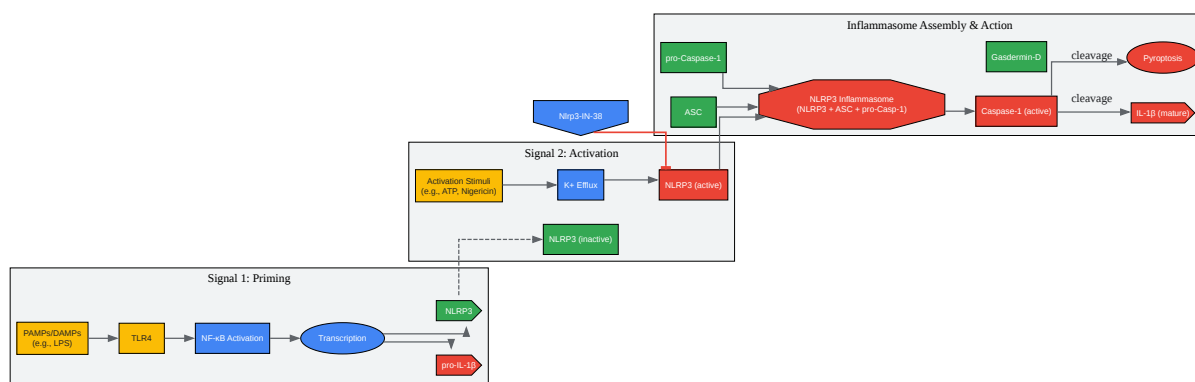 Inflammasome Assembly & Action
pro-Caspase-1
Gasdermin-D
cleavage
Pyroptosis
NLRP3 Inflammasome
(NLRP3 + ASC + pro-Casp-1)
ASC
Caspase-1 (active)
cleavage
IL-1β (mature)
Nlrp3-IN-38
Signal 2: Activation
Activation Stimuli
(e.g., ATP, Nigericin)
K+ Efflux
NLRP3 (active)
NLRP3 (inactive)
Signal 1: Priming
NLRP3
PAMPs/DAMPs
(e.g., LPS)
TLR4
NF-κB Activation
Transcription
pro-IL-1β